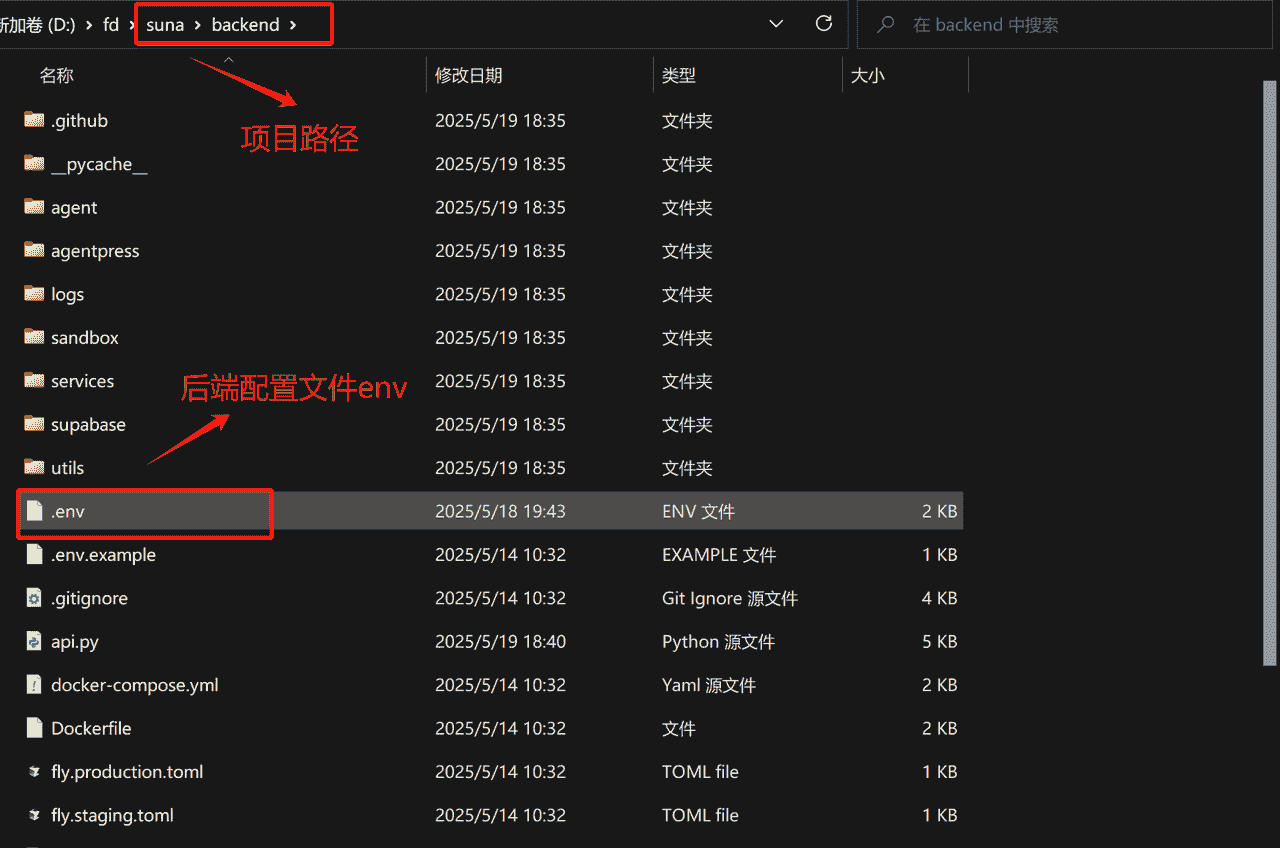 新加卷 (D:) › fd › suna › backend ›
在 backend 中搜索
名称 修改日期 类型 大小
.github 2025/5/19 18:35 文件夹
项目路径
__pycache__ 2025/5/19 18:35 文件夹
agent 2025/5/19 18:35 文件夹
agentpress 2025/5/19 18:35 文件夹
logs 2025/5/19 18:35 文件夹
sandbox 2025/5/19 18:35 文件夹
services 2025/5/19 18:35 文件夹
后端配置文件env
supabase 2025/5/19 18:35 文件夹
utils 2025/5/19 18:35 文件夹
.env 2025/5/18 19:43 ENV 文件 2 KB
.env.example 2025/5/14 10:32 EXAMPLE 文件 1 KB
.gitignore 2025/5/14 10:32 Git Ignore 源文件 4 KB
api.py 2025/5/19 18:40 Python 源文件 5 KB
docker-compose.yml 2025/5/14 10:32 Yaml 源文件 2 KB
Dockerfile 2025/5/14 10:32 文件 2 KB
fly.production.toml 2025/5/14 10:32 TOML file 1 KB
fly.staging.toml 2025/5/14 10:32 TOML file 1 KB